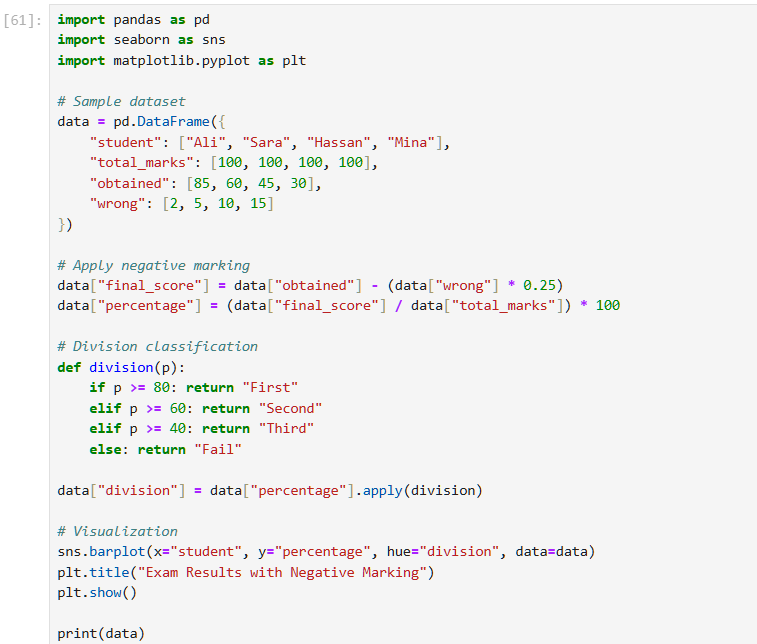 [61]:
import pandas as pd
import seaborn as sns
import matplotlib.pyplot as plt

# Sample dataset
data = pd.DataFrame({
    "student": ["Ali", "Sara", "Hassan", "Mina"],
    "total_marks": [100, 100, 100, 100],
    "obtained": [85, 60, 45, 30],
    "wrong": [2, 5, 10, 15]
})

# Apply negative marking
data["final_score"] = data["obtained"] - (data["wrong"] * 0.25)
data["percentage"] = (data["final_score"] / data["total_marks"]) * 100

# Division classification
def division(p):
    if p >= 80: return "First"
    elif p >= 60: return "Second"
    elif p >= 40: return "Third"
    else: return "Fail"

data["division"] = data["percentage"].apply(division)

# Visualization
sns.barplot(x="student", y="percentage", hue="division", data=data)
plt.title("Exam Results with Negative Marking")
plt.show()

print(data)